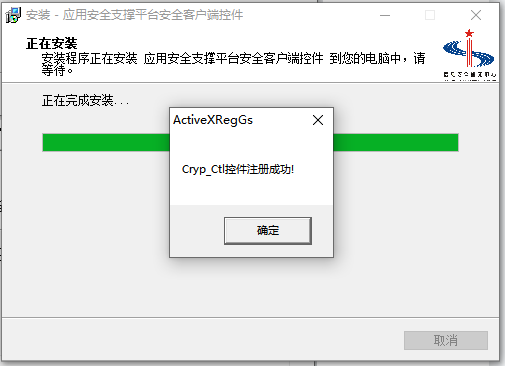 安装 - 应用安全支撑平台安全客户端控件
正在安装
安装程序正在安装 应用安全支撑平台安全客户端控件 到您的电脑中，请
等待。
正在完成安装...
ActiveXRegGs
Cryp_Ctl控件注册成功!
确定
取消